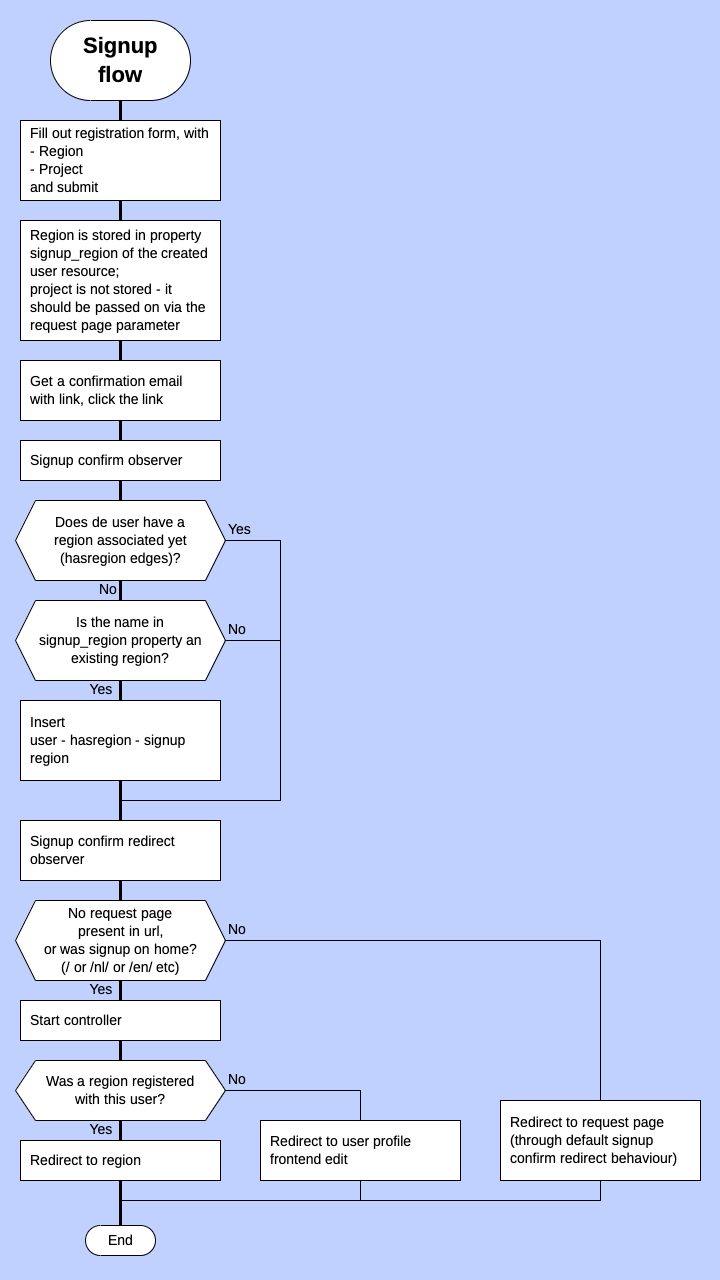 Signup
flow
Fill out registration form, with
- Region
- Project
and submit
Region is stored in property
signup_region of the created
user resource;
project is not stored - it
should be passed on via the
request page parameter
Get a confirmation email
with link, click the link
Signup confirm observer
Does de user have a
region associated yet
(hasregion edges)?
Yes
No
Is the name in
signup_region property an
existing region?
No
Yes
Insert
user - hasregion - signup
region
Signup confirm redirect
observer
No request page
present in url,
or was signup on home?
(/ or /nl/ or /en/ etc)
No
Yes
Start controller
Was a region registered
with this user?
No
Yes
Redirect to region
Redirect to user profile
frontend edit
Redirect to request page
(through default signup
confirm redirect behaviour)
End